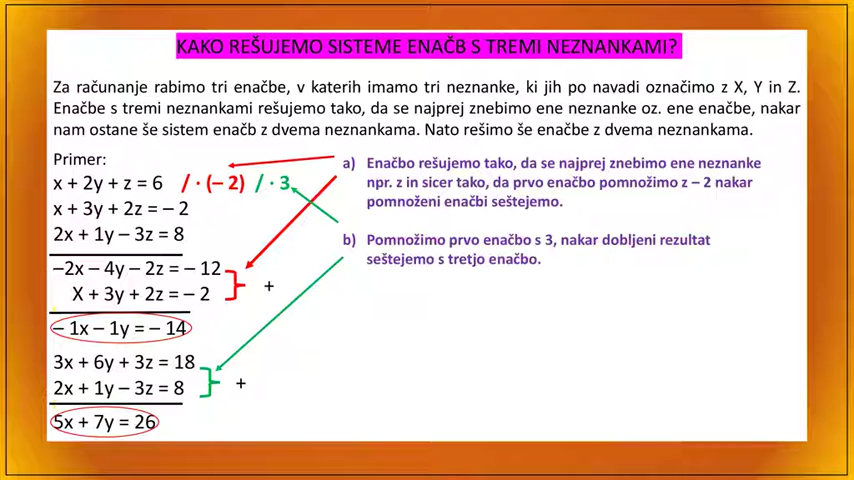 KAKO REŠUJEMO SISTEME ENAČB S TREMI NEZNANKAMI?
Za računanje rabimo tri enačbe, v katerih imamo tri neznanke, ki jih po navadi označimo z X, Y in Z.
Enačbe s tremi neznankami rešujemo tako, da se najprej znebimo ene neznanke oz. ene enačbe, nakar
nam ostane še sistem enačb z dvema neznankama. Nato rešimo še enačbe z dvema neznankama.
Primer:
x + 2y + z = 6 / · (– 2) / · 3
x + 3y + 2z = – 2
2x + 1y – 3z = 8
–2x – 4y – 2z = – 12
X + 3y + 2z = – 2 +
– 1x – 1y = – 14
3x + 6y + 3z = 18
2x + 1y – 3z = 8 +
5x + 7y = 26
a) Enačbo rešujemo tako, da se najprej znebimo ene neznanke
npr. z in sicer tako, da prvo enačbo pomnožimo z – 2 nakar
pomnoženi enačbi seštejemo.
b) Pomnožimo prvo enačbo s 3, nakar dobljeni rezultat
seštejemo s tretjo enačbo.